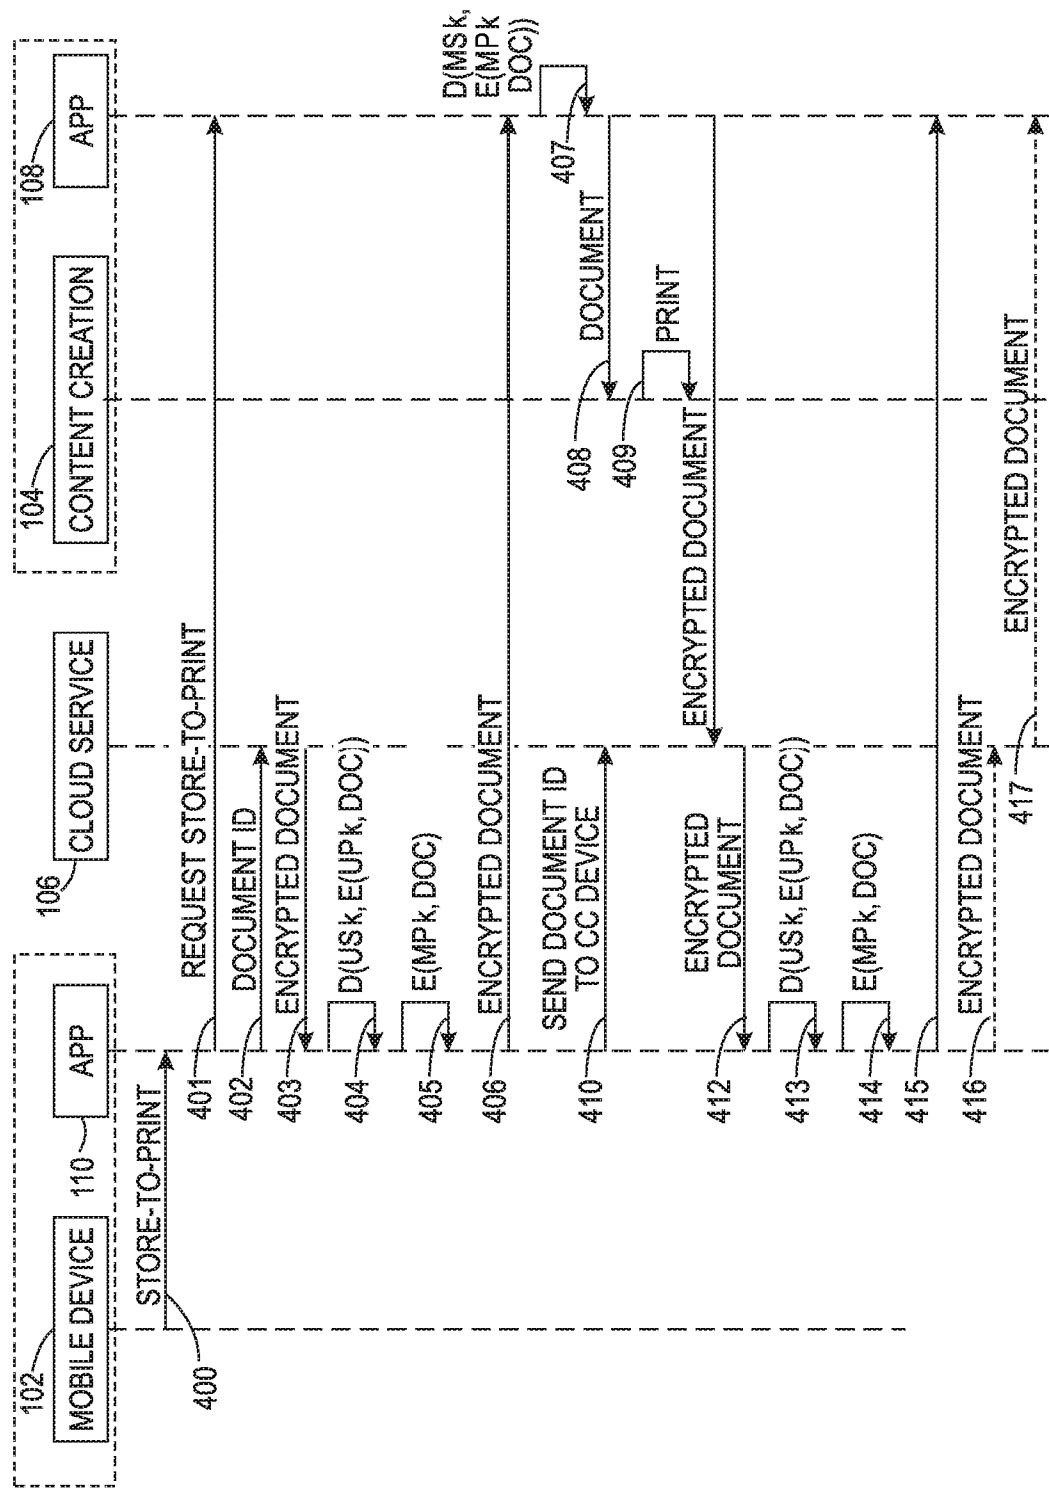 102
MOBILE DEVICE
110
APP
106
CLOUD SERVICE
104
CONTENT CREATION
108
APP
STORE-TO-PRINT
400
REQUEST STORE-TO-PRINT
401
DOCUMENT ID
402
ENCRYPTED DOCUMENT
403
D(USk, E(UPk, DOC))
404
E(MPk, DOC)
405
ENCRYPTED DOCUMENT
406
D(MSk,
E(MPk
DOC))
407
DOCUMENT
408
SEND DOCUMENT ID
TO CC DEVICE
410
PRINT
409
ENCRYPTED DOCUMENT
ENCRYPTED
DOCUMENT
412
D(USk, E(UPk, DOC))
413
E(MPk, DOC)
414
415
ENCRYPTED DOCUMENT
416
ENCRYPTED DOCUMENT
417